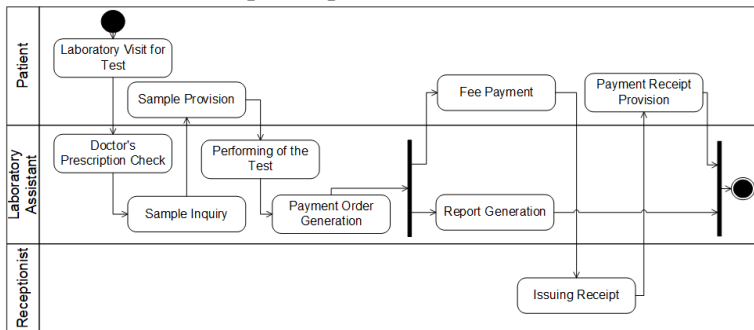 Patient
Laboratory Visit for
Test
Sample Provision
Fee Payment
Payment Receipt
Provision
Laboratory
Assistant
Doctor's
Prescription Check
Sample Inquiry
Performing of the
Test
Payment Order
Generation
Report Generation
Receptionist
Issuing Receipt